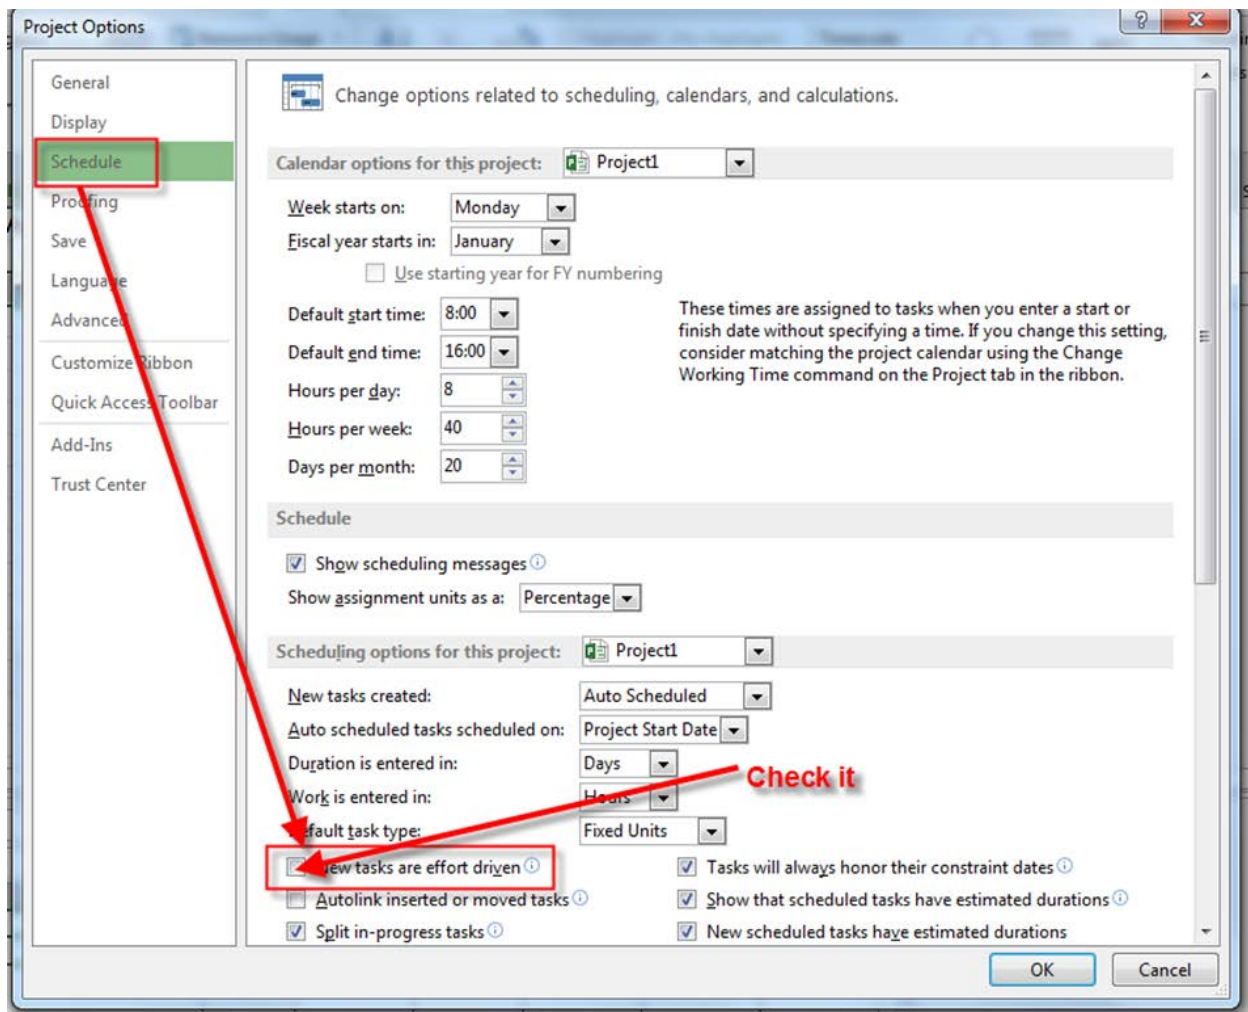 Project Options
General
Display
Schedule
Proofing
Save
Language
Advanced
Customize Ribbon
Quick Access Toolbar
Add-Ins
Trust Center
Change options related to scheduling, calendars, and calculations.
Calendar options for this project: Project1
Week starts on: Monday
Fiscal year starts in: January
Use starting year for FY numbering
Default start time: 8:00
Default end time: 16:00
Hours per day: 8
Hours per week: 40
Days per month: 20
These times are assigned to tasks when you enter a start or
finish date without specifying a time. If you change this setting,
consider matching the project calendar using the Change
Working Time command on the Project tab in the ribbon.
Schedule
Show scheduling messages
Show assignment units as a: Percentage
Scheduling options for this project: Project1
New tasks created: Auto Scheduled
Auto scheduled tasks scheduled on: Project Start Date
Duration is entered in: Days
Check it
Work is entered in: Hours
Default task type: Fixed Units
New tasks are effort driven
Tasks will always honor their constraint dates
Autolink inserted or moved tasks
Show that scheduled tasks have estimated durations
Split in-progress tasks
New scheduled tasks have estimated durations
OK
Cancel